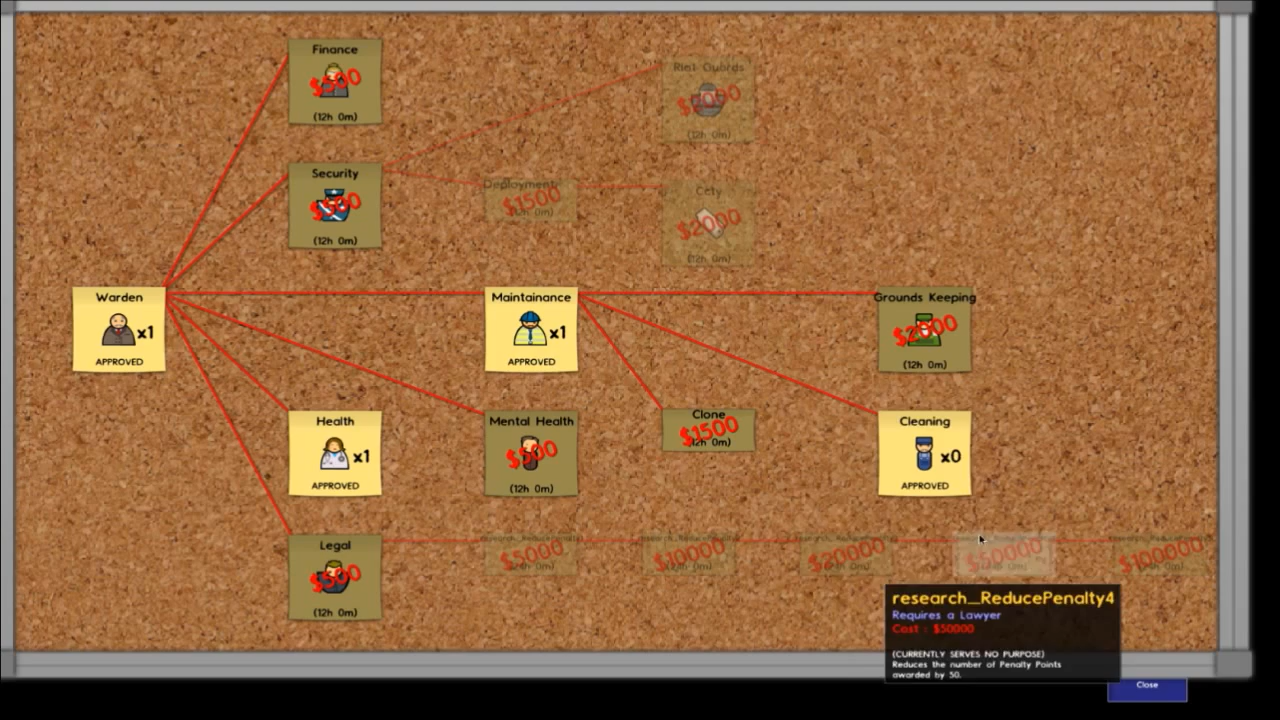 Finance
$500
(12h 0m)
Riot Guards
(12h 0m)
Security
$500
(12h 0m)
Deployment
$1500
(12h 0m)
Cctv
$2000
(12h 0m)
Warden
x1
APPROVED
Maintainance
x1
APPROVED
Grounds Keeping
$2000
(12h 0m)
Health
x1
APPROVED
Mental Health
$500
(12h 0m)
Clone
$1500
(12h 0m)
Cleaning
x0
APPROVED
Legal
$500
(12h 0m)
$5000
$10000
$20000
$50000
$100000
research_ReducePenalty4
Requires a Lawyer
Cost : $50000
(CURRENTLY SERVES NO PURPOSE)
Reduces the number of Penalty Points
awarded by 50.
Close